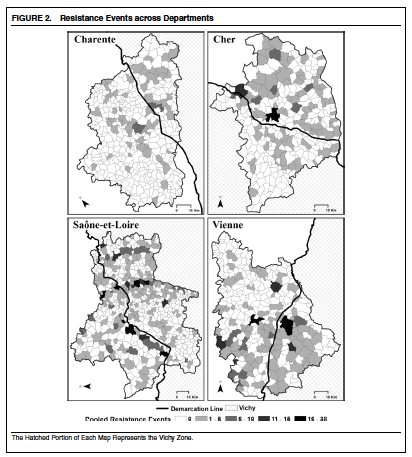 FIGURE 2. Resistance Events across Departments
Charente
Cher
0 10 Km
0 10 Km
Saône-et-Loire
Vienne
0 10 Km
0 10 Km
Demarcation Line Vichy
Pooled Resistance Events 0 1 - 5 6 - 10 11 - 15 16 - 38
The Hatched Portion of Each Map Represents the Vichy Zone.